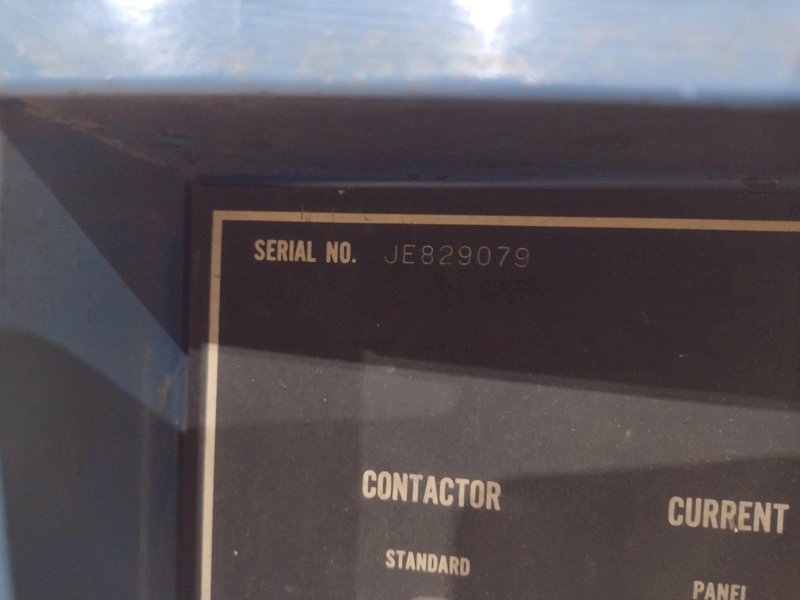 SERIAL NO. JE829079
CONTACTOR
CURRENT
STANDARD
PANEL